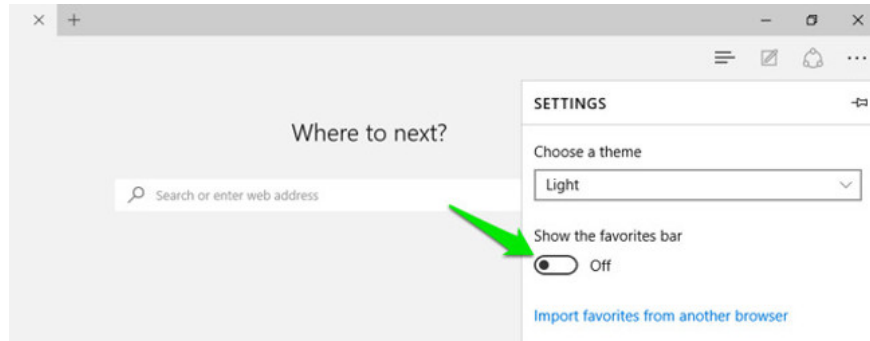 SETTINGS
Where to next?
Choose a theme
Light
Search or enter web address
Show the favorites bar
Off
Import favorites from another browser